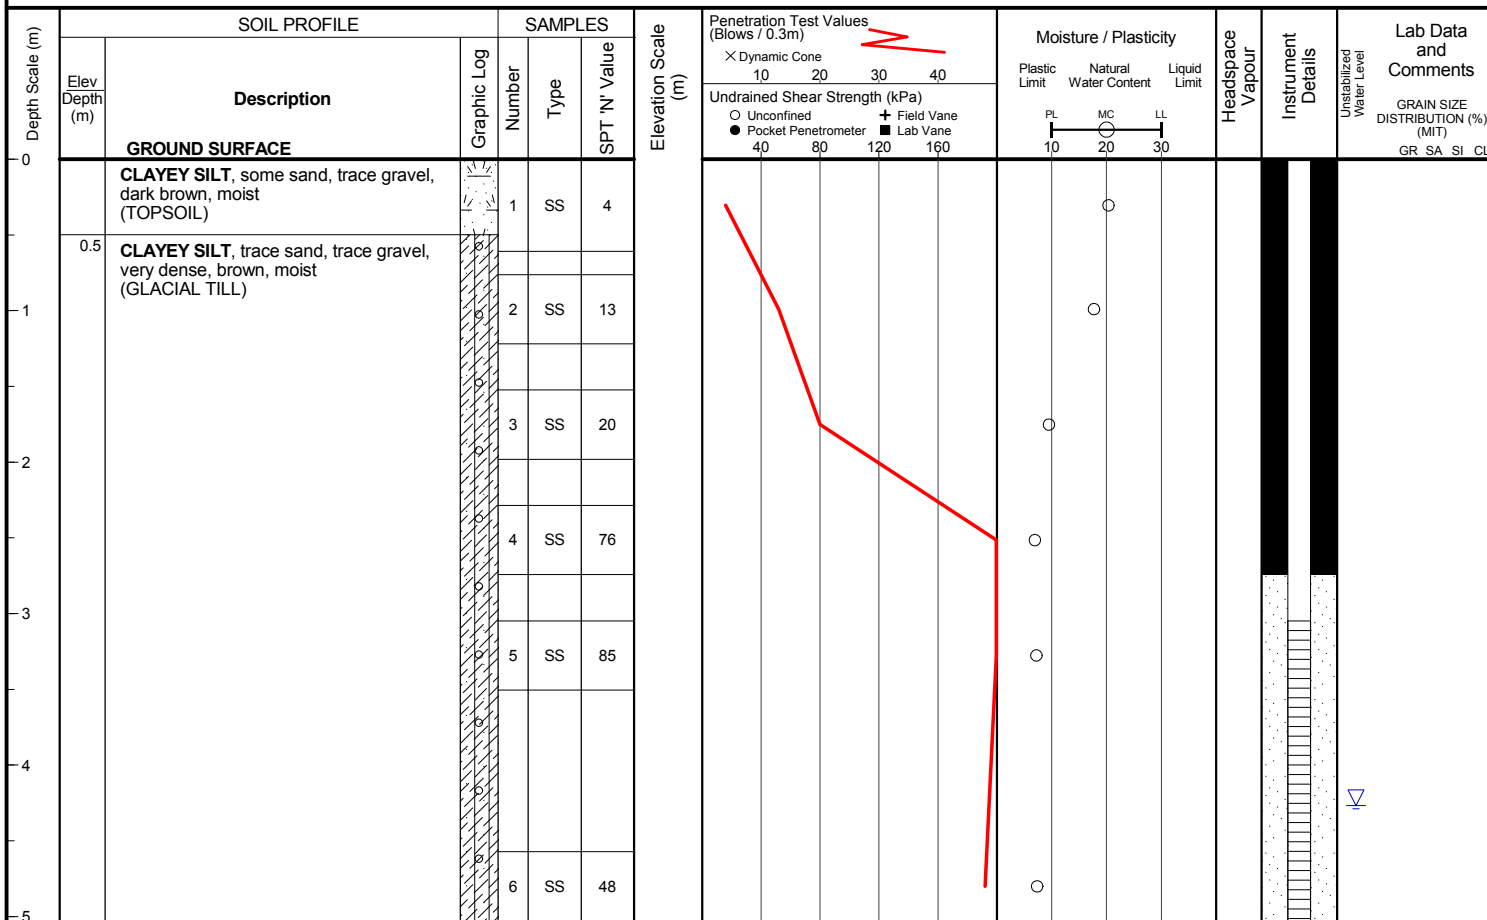 SOIL PROFILE
SAMPLES
Depth Scale (m)
Elev
Depth
(m)
Description
Graphic Log
Number
Type
SPT 'N' Value
Elevation Scale
(m)
Penetration Test Values
(Blows / 0.3m)
× Dynamic Cone
10 20 30 40
Undrained Shear Strength (kPa)
Unconfined
Field Vane
Pocket Penetrometer
Lab Vane
40 80 120 160
Moisture / Plasticity
Plastic
Limit
Natural
Water Content
Liquid
Limit
PL MC LL
10 20 30
Headspace
Vapour
Instrument
Details
Unstabilized
Water Level
Lab Data
and
Comments
GRAIN SIZE
DISTRIBUTION (%)
(MIT)
GR SA SI CL
GROUND SURFACE
0
CLAYEY SILT, some sand, trace gravel,
dark brown, moist
(TOPSOIL)
1 SS 4
0.5
CLAYEY SILT, trace sand, trace gravel,
very dense, brown, moist
(GLACIAL TILL)
1
2 SS 13
3 SS 20
2
4 SS 76
3
5 SS 85
4
6 SS 48
5